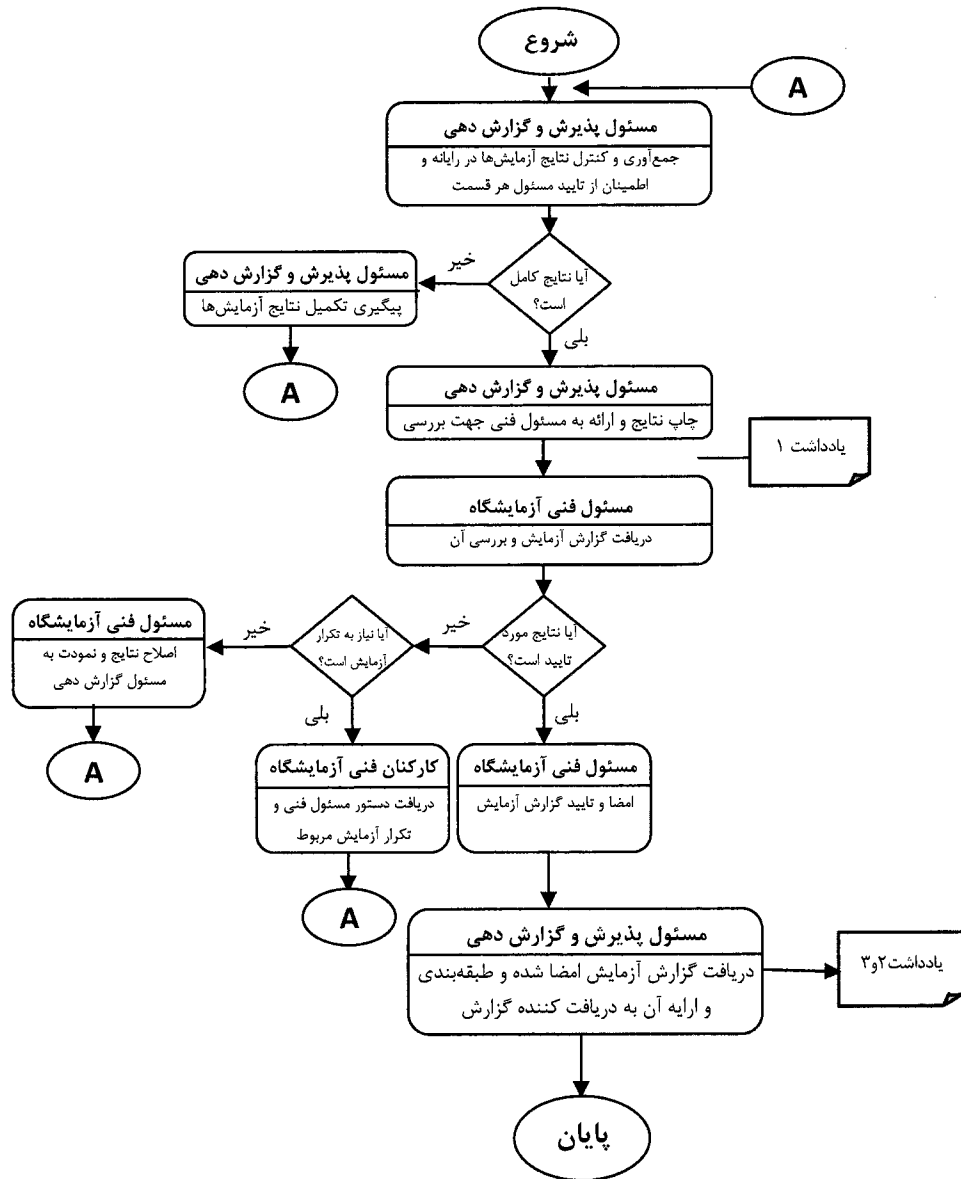 شروع
A
مسئول پذیرش و گزارش دهی
جمع‌آوری و کنترل نتایج آزمایش‌ها در رایانه و
اطمینان از تایید مسئول هر قسمت
آیا نتایج کامل
است؟
خیر
مسئول پذیرش و گزارش دهی
پیگیری تکمیل نتایج آزمایش‌ها
A
بلی
مسئول پذیرش و گزارش دهی
چاپ نتایج و ارائه به مسئول فنی جهت بررسی
یادداشت ۱
مسئول فنی آزمایشگاه
دریافت گزارش آزمایش و بررسی آن
آیا نتایج مورد
تایید است؟
خیر
آیا نیاز به تکرار
آزمایش است؟
خیر
مسئول فنی آزمایشگاه
اصلاح نتایج و نمودت به
مسئول گزارش دهی
A
بلی
بلی
مسئول فنی آزمایشگاه
امضا و تایید گزارش آزمایش
کارکنان فنی آزمایشگاه
دریافت دستور مسئول فنی و
تکرار آزمایش مربوط
A
مسئول پذیرش و گزارش دهی
دریافت گزارش آزمایش امضا شده و طبقه‌بندی
و ارایه آن به دریافت کننده گزارش
یادداشت۲و۳
پایان